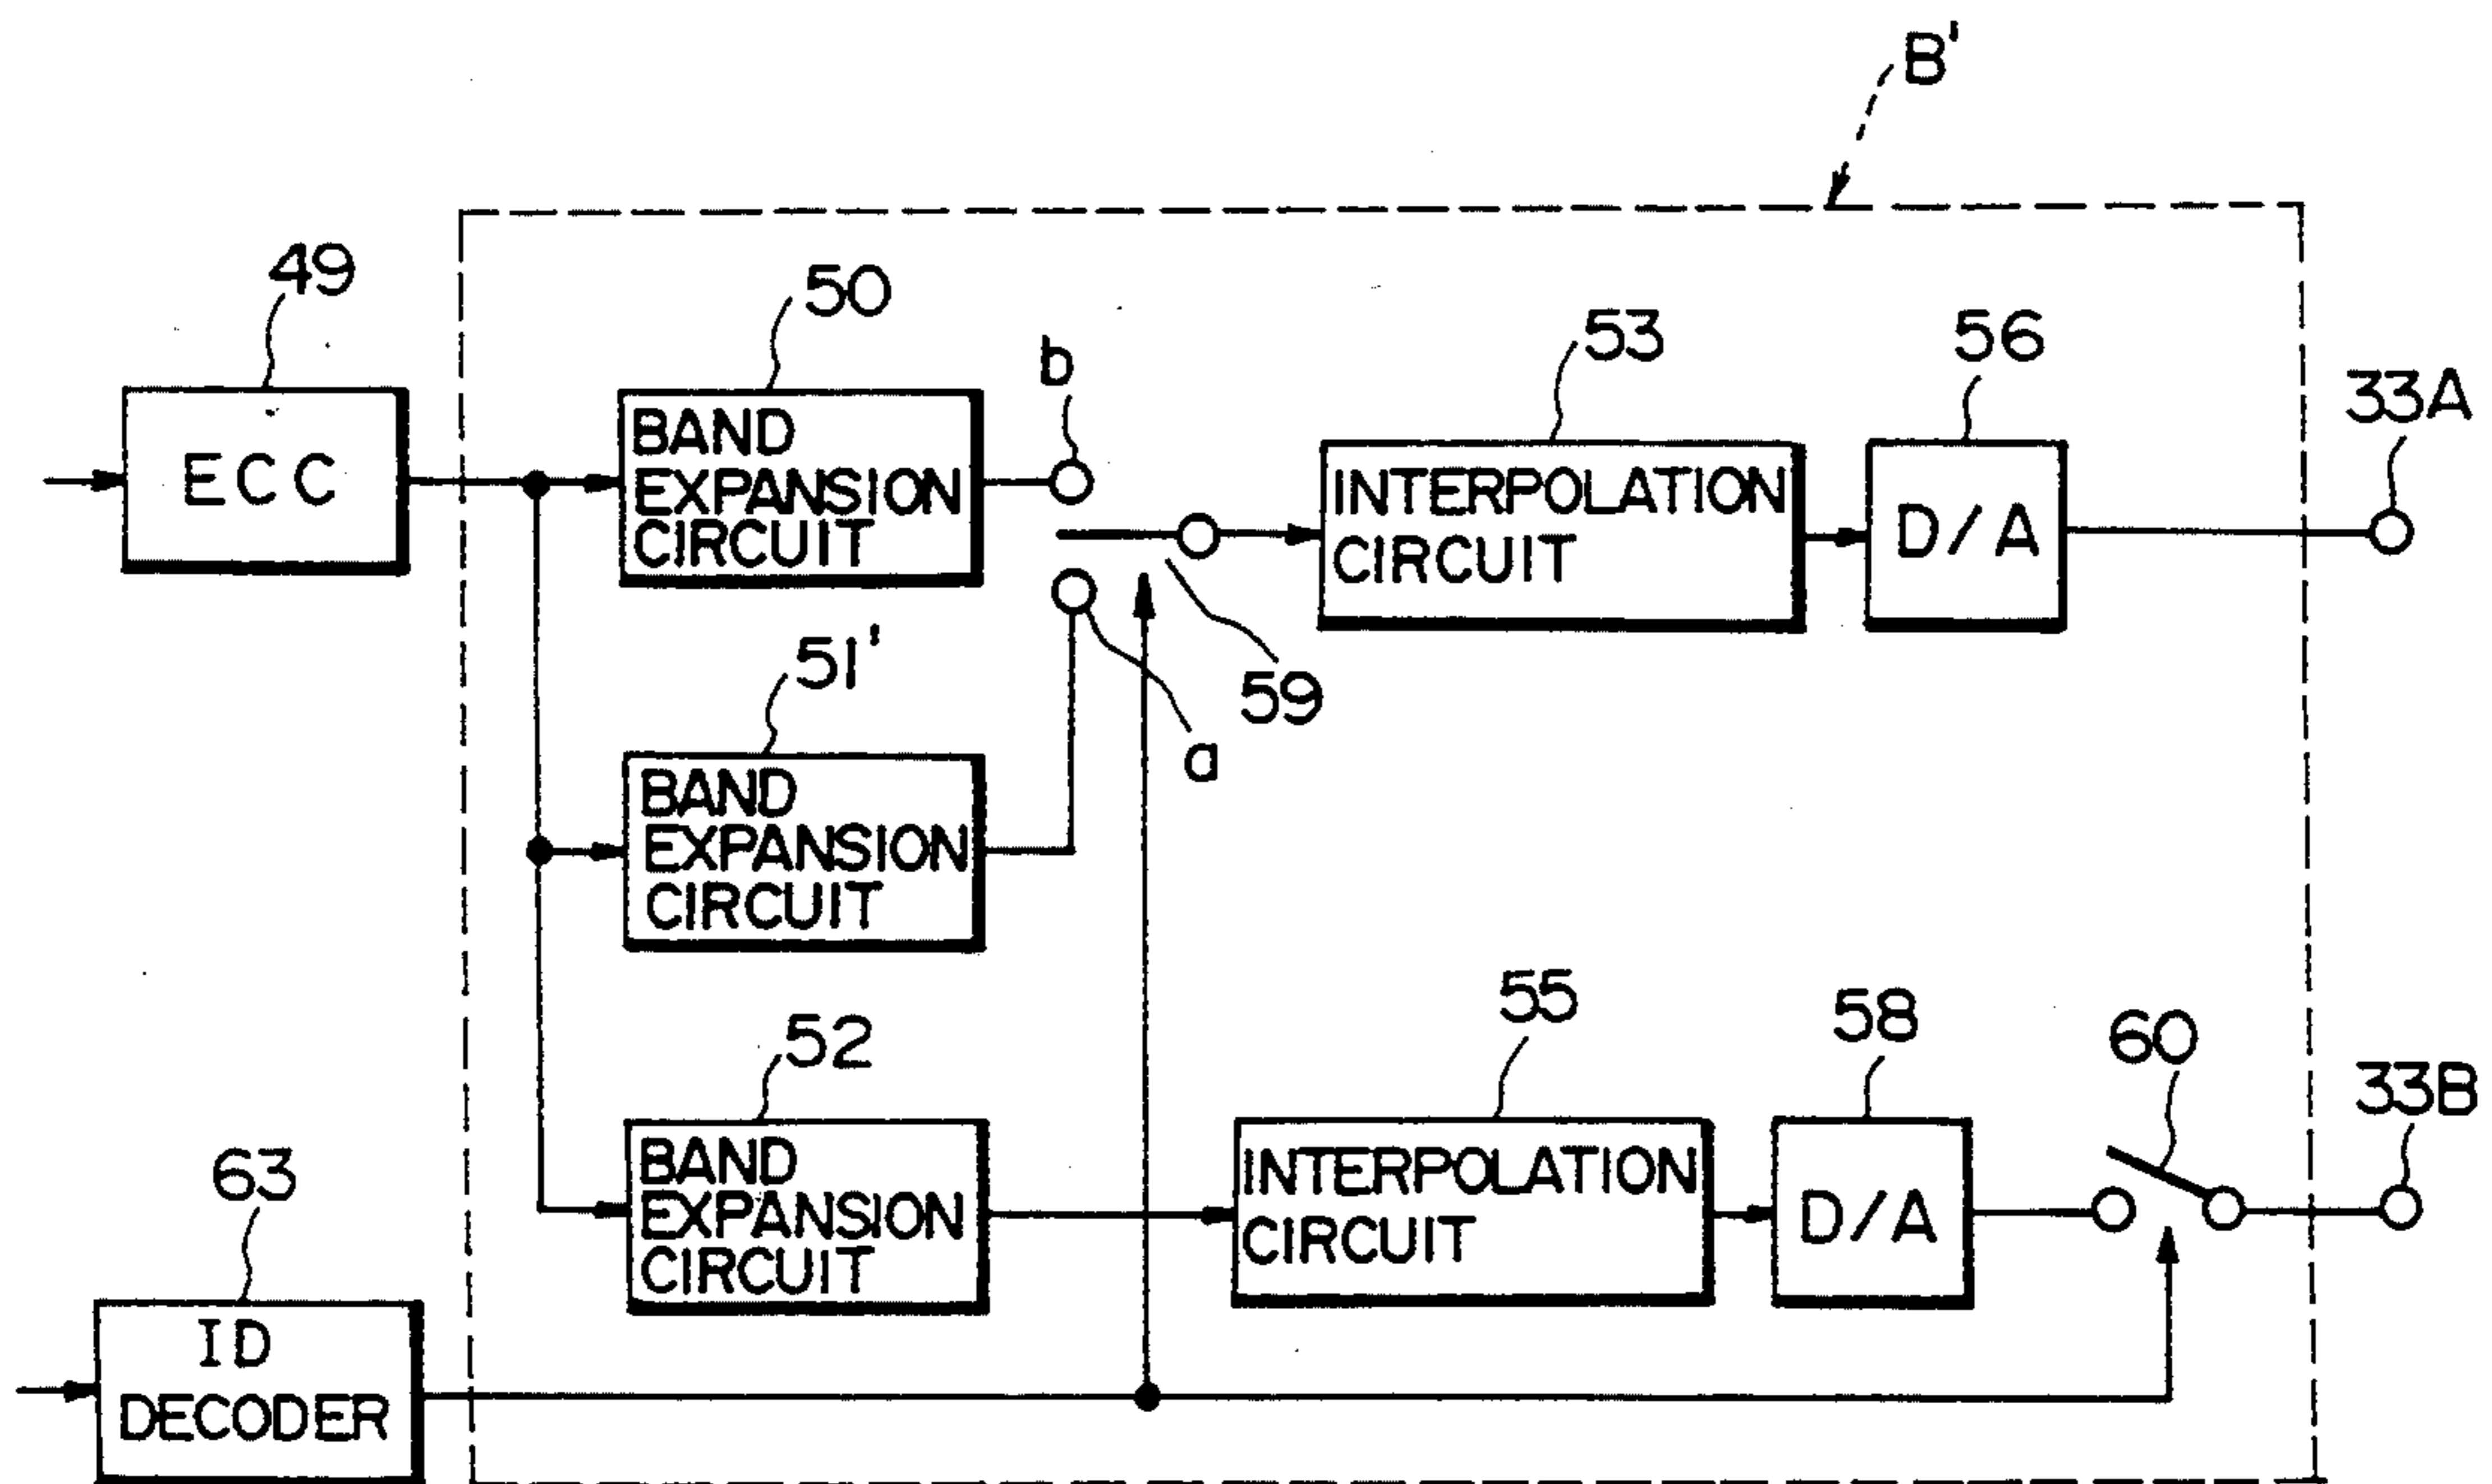 B'
49
50
b
53
56
33A
ECC
BAND
EXPANSION
CIRCUIT
INTERPOLATION
CIRCUIT
D/A
59
a
51'
BAND
EXPANSION
CIRCUIT
52
55
58
60
33B
BAND
EXPANSION
CIRCUIT
INTERPOLATION
CIRCUIT
D/A
63
ID
DECODER